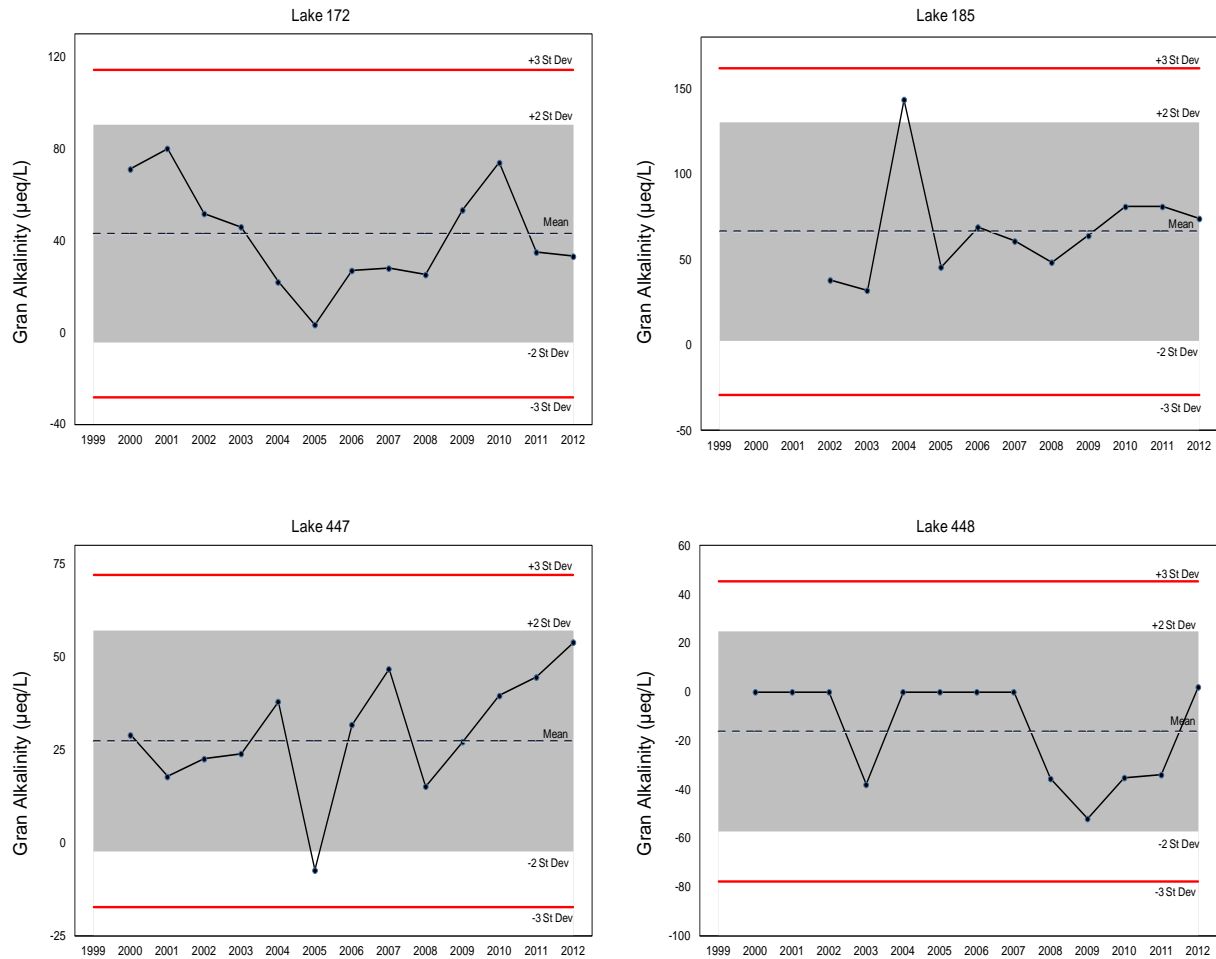 Lake 172
Gran Alkalinity (µeq/L)
120
80
40
0
-40
+3 St Dev
+2 St Dev
Mean
-2 St Dev
-3 St Dev
1999 2000 2001 2002 2003 2004 2005 2006 2007 2008 2009 2010 2011 2012
Lake 185
Gran Alkalinity (µeq/L)
150
100
50
0
-50
+3 St Dev
+2 St Dev
Mean
-2 St Dev
-3 St Dev
1999 2000 2001 2002 2003 2004 2005 2006 2007 2008 2009 2010 2011 2012
Lake 447
Gran Alkalinity (µeq/L)
75
50
25
0
-25
+3 St Dev
+2 St Dev
Mean
-2 St Dev
-3 St Dev
1999 2000 2001 2002 2003 2004 2005 2006 2007 2008 2009 2010 2011 2012
Lake 448
Gran Alkalinity (µeq/L)
60
40
20
0
-20
-40
-60
-80
-100
+3 St Dev
+2 St Dev
Mean
-2 St Dev
-3 St Dev
1999 2000 2001 2002 2003 2004 2005 2006 2007 2008 2009 2010 2011 2012